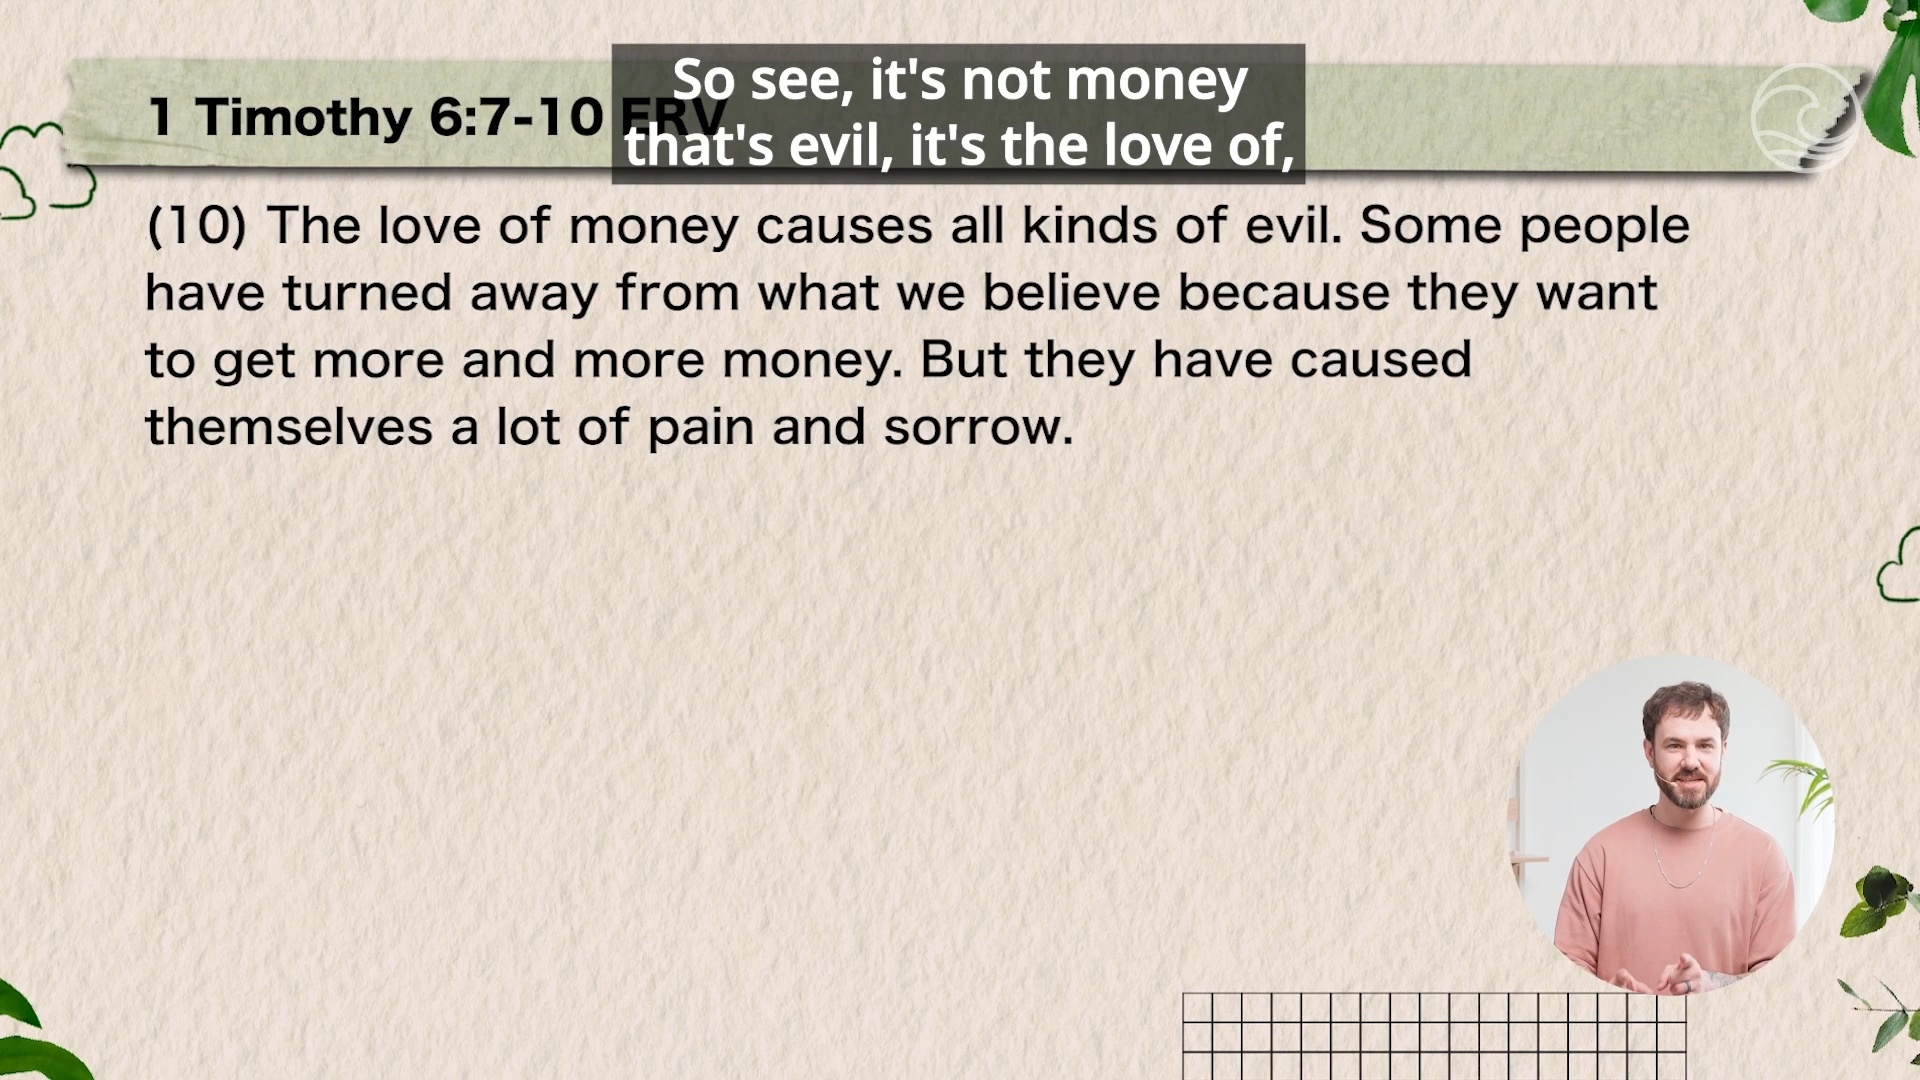 1 Timothy 6:7-10 ERV
So see, it's not money
that's evil, it's the love of,
(10) The love of money causes all kinds of evil. Some people
have turned away from what we believe because they want
to get more and more money. But they have caused
themselves a lot of pain and sorrow.